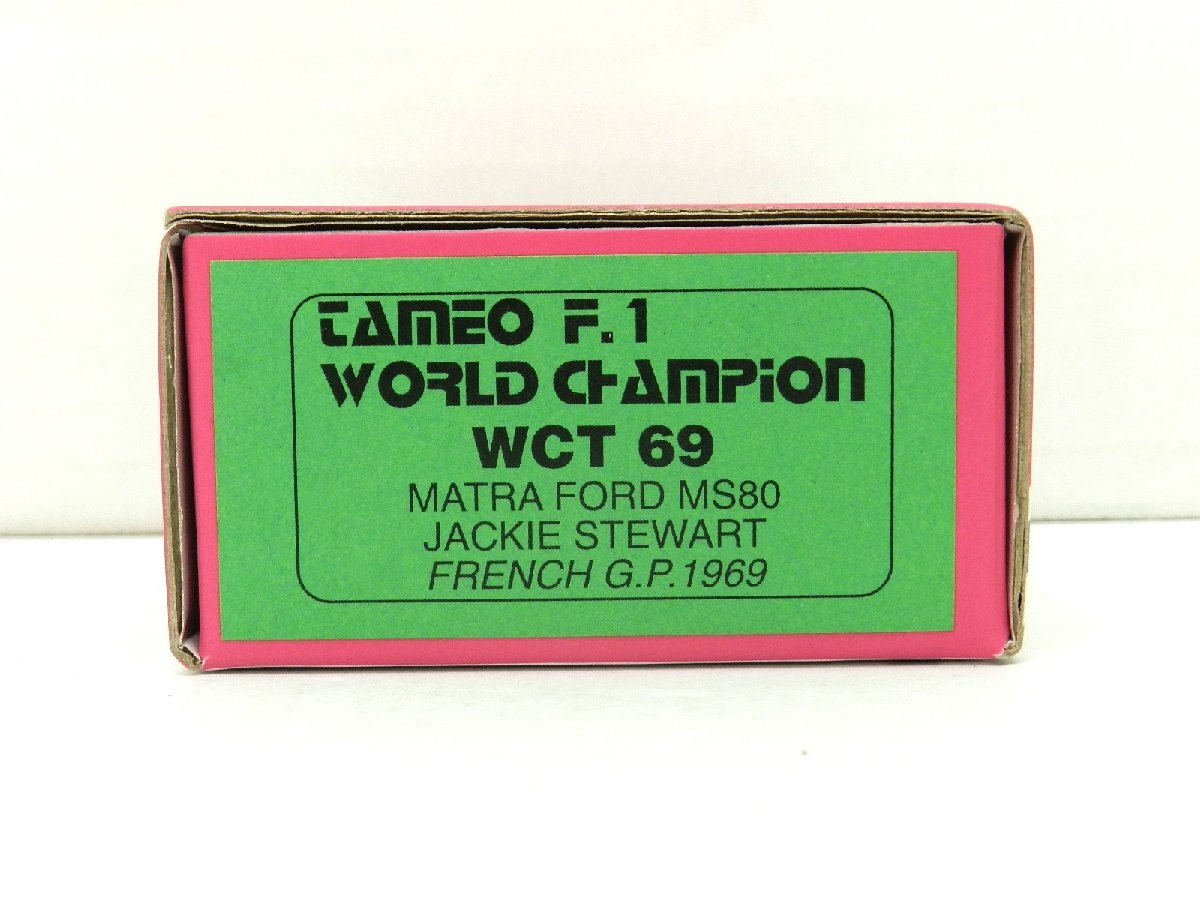 TAMEO F.1
WORLD CHAMPION
WCT 69
MATRA FORD MS80
JACKIE STEWART
FRENCH G.P.1969